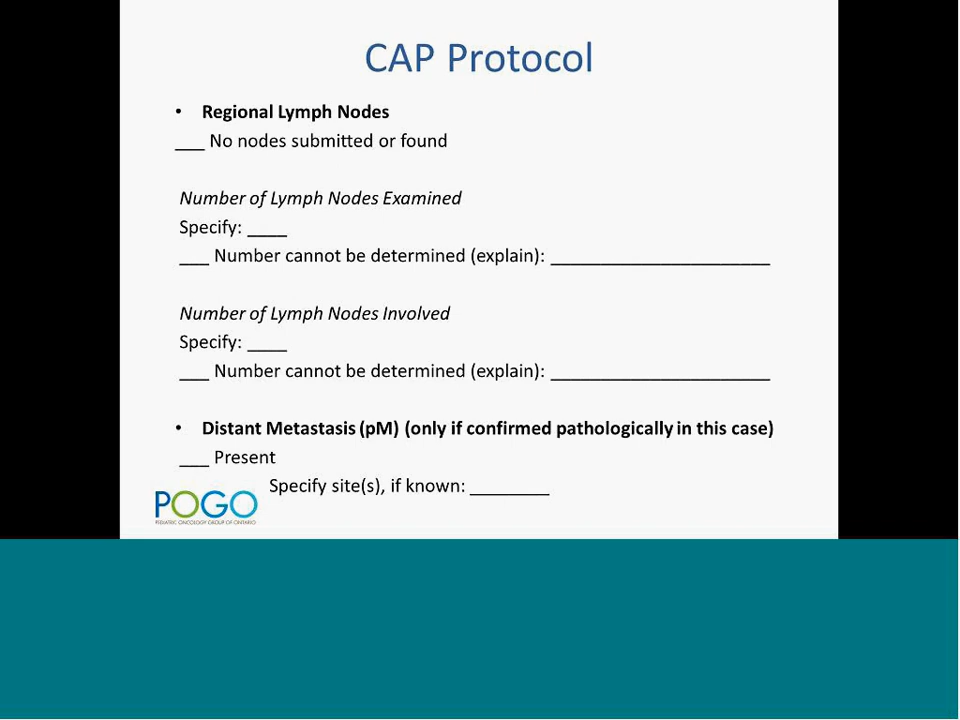 CAP Protocol
• Regional Lymph Nodes
___ No nodes submitted or found
Number of Lymph Nodes Examined
Specify: ____
___ Number cannot be determined (explain): ______________________
Number of Lymph Nodes Involved
Specify: ____
___ Number cannot be determined (explain): ______________________
• Distant Metastasis (pM) (only if confirmed pathologically in this case)
___ Present
Specify site(s), if known: ________
POGO
PEDIATRIC ONCOLOGY GROUP OF ONTARIO